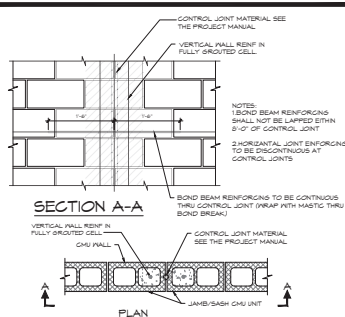 CONTROL JOINT MATERIAL SEE
THE PROJECT MANUAL
VERTICAL WALL REINF IN
FULLY GROUTED CELL.
1'-8"
1'-8"
NOTES:
1.BOND BEAM REINFORCING
SHALL NOT BE LAPPED EITHIN
8'-0" OF CONTROL JOINT
2.HORIZANTAL JOINT ENFORCING
TO BE DISCONTINUOUS AT
CONTROL JOINTS
BOND BEAM REINFORCING TO BE CONTINUOUS
THRU CONTROL JOINT (WRAP WITH MASTIC THRU
BOND BREAK)
SECTION A-A
VERTICAL WALL REINF IN
FULLY GROUTED CELL
CMU WALL
CONTROL JOINT MATERIAL
SEE THE PROJECT MANUAL
A
A
JAMB/SASH CMU UNIT
PLAN